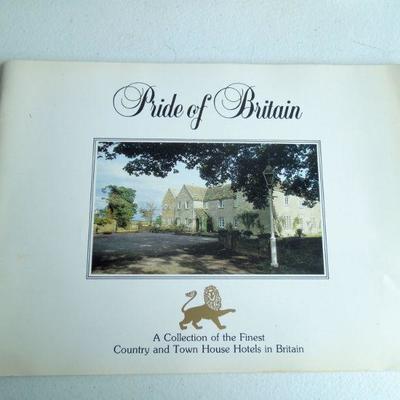 Pride of Britain
A Collection of the Finest
Country and Town House Hotels in Britain